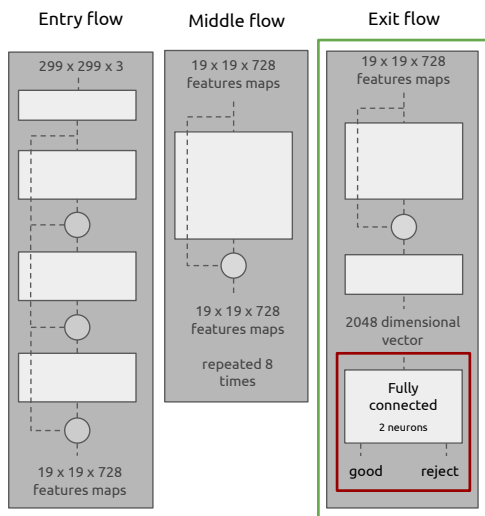 Entry flow
299 x 299 x 3
19 x 19 x 728
features maps
Middle flow
19 x 19 x 728
features maps
19 x 19 x 728
features maps
repeated 8
times
Exit flow
19 x 19 x 728
features maps
2048 dimensional
vector
Fully
connected
2 neurons
good reject